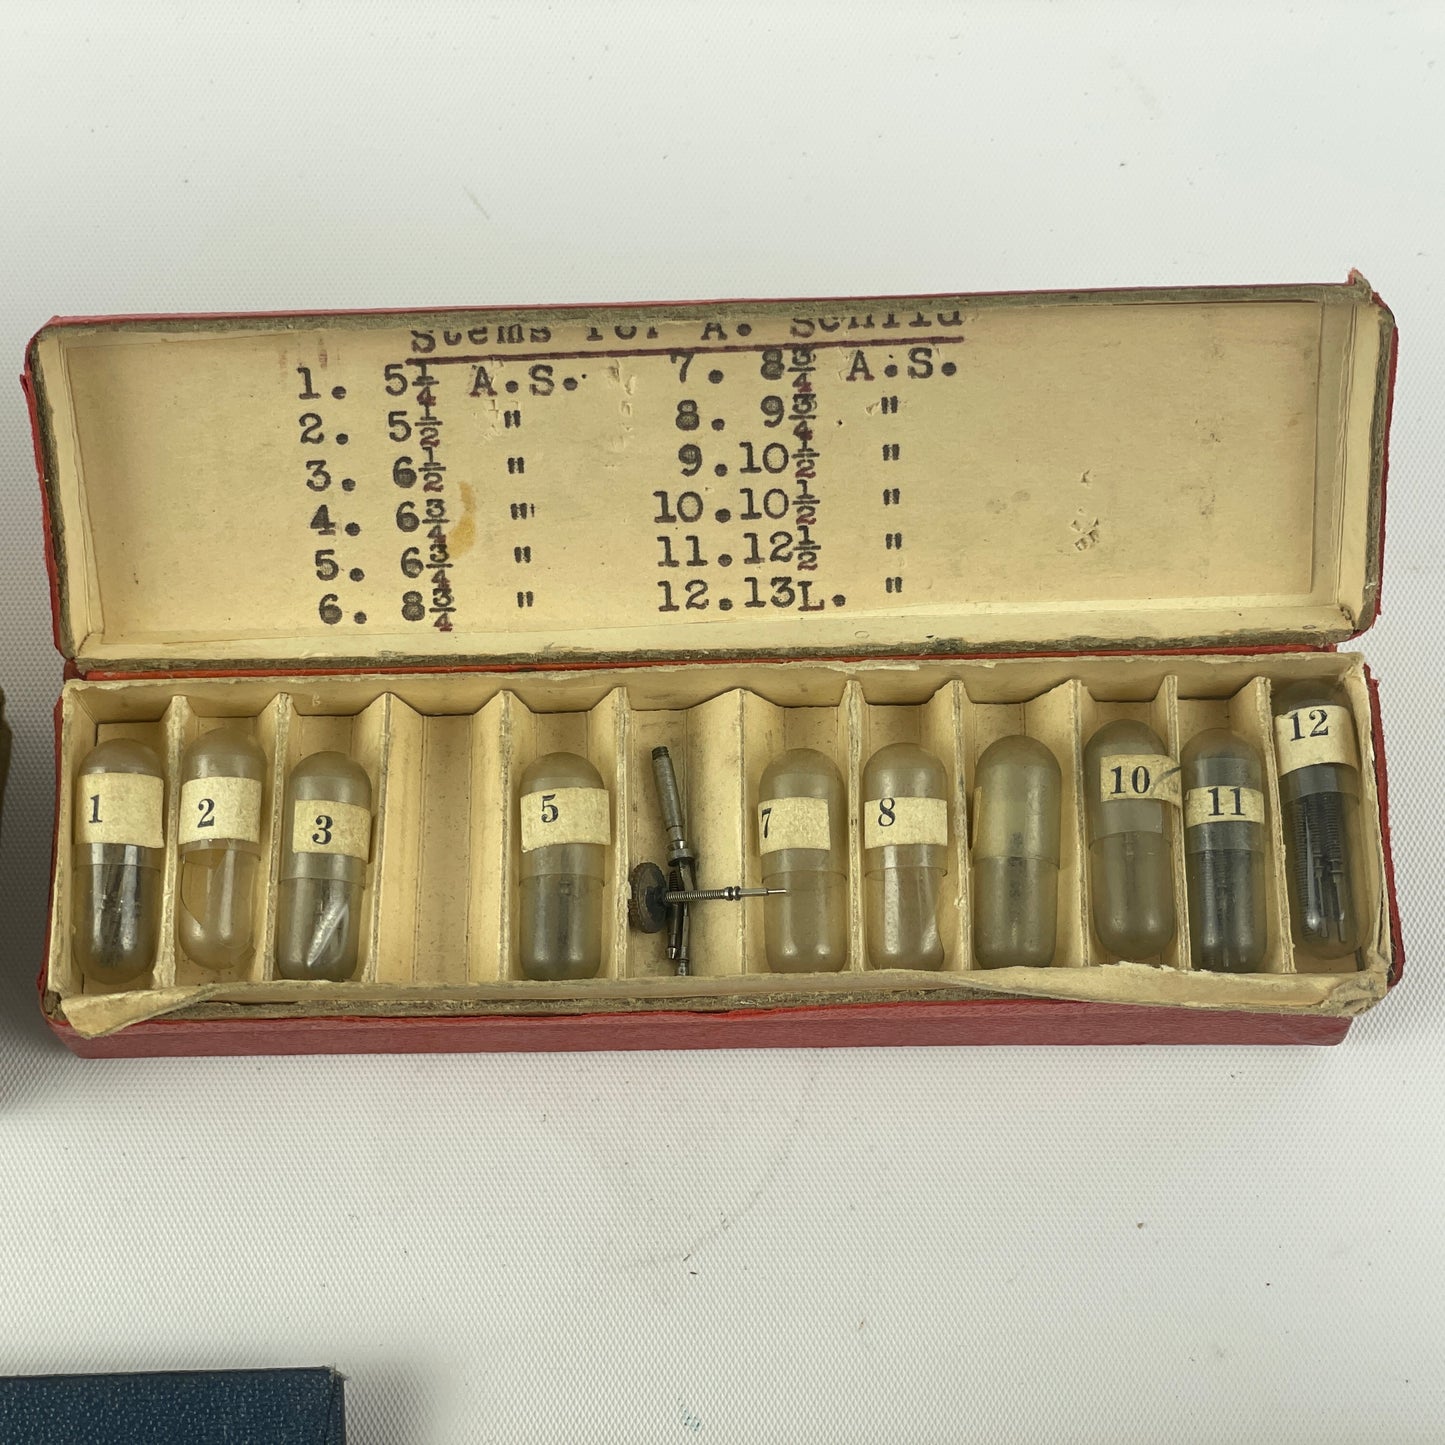 Stems for A. Schild
1. 5¼ A.S. 7. 8¾ A.S.
2. 5½ " 8. 9¾ "
3. 6½ " 9. 10½ "
4. 6¾ " 10. 10½ "
5. 6¾ " 11. 12½ "
6. 8¾ " 12. 13L. "
1 2 3 5 7 8 10 11 12